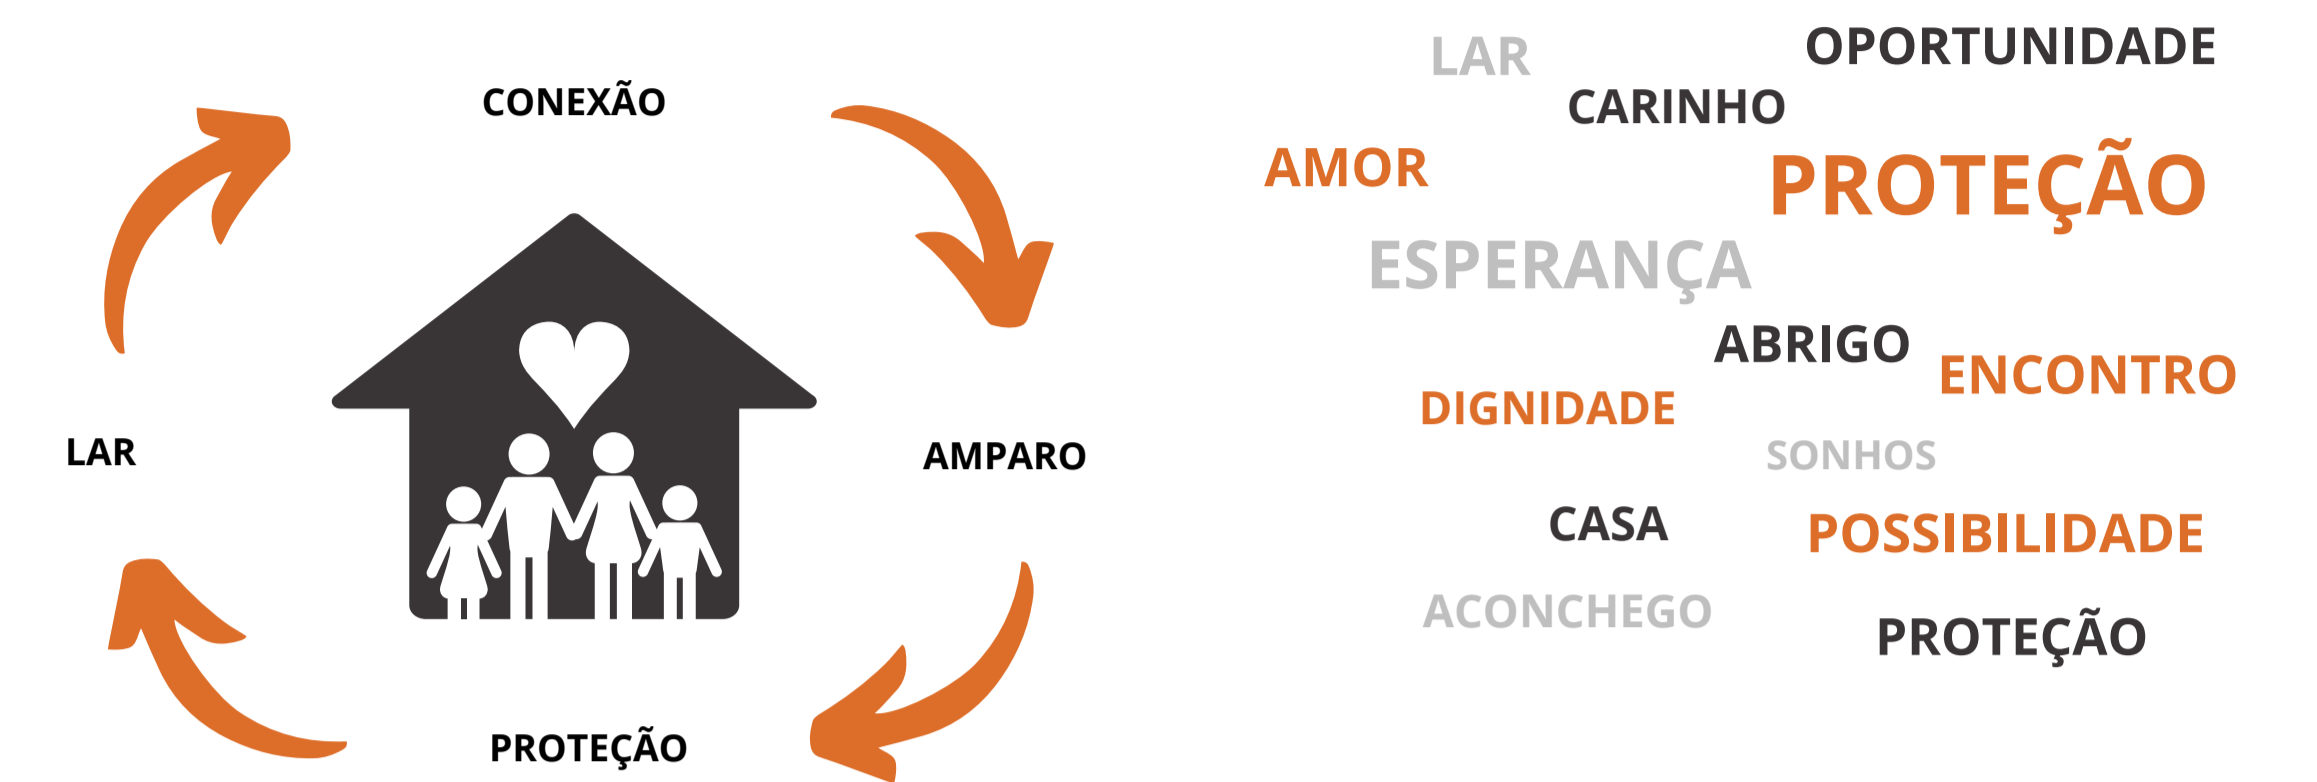 CONEXÃO
LAR
AMPARO
PROTEÇÃO
LAR
OPORTUNIDADE
CARINHO
AMOR
PROTEÇÃO
ESPERANÇA
ABRIGO
ENCONTRO
DIGNIDADE
SONHOS
CASA
POSSIBILIDADE
ACONCHEGO
PROTEÇÃO